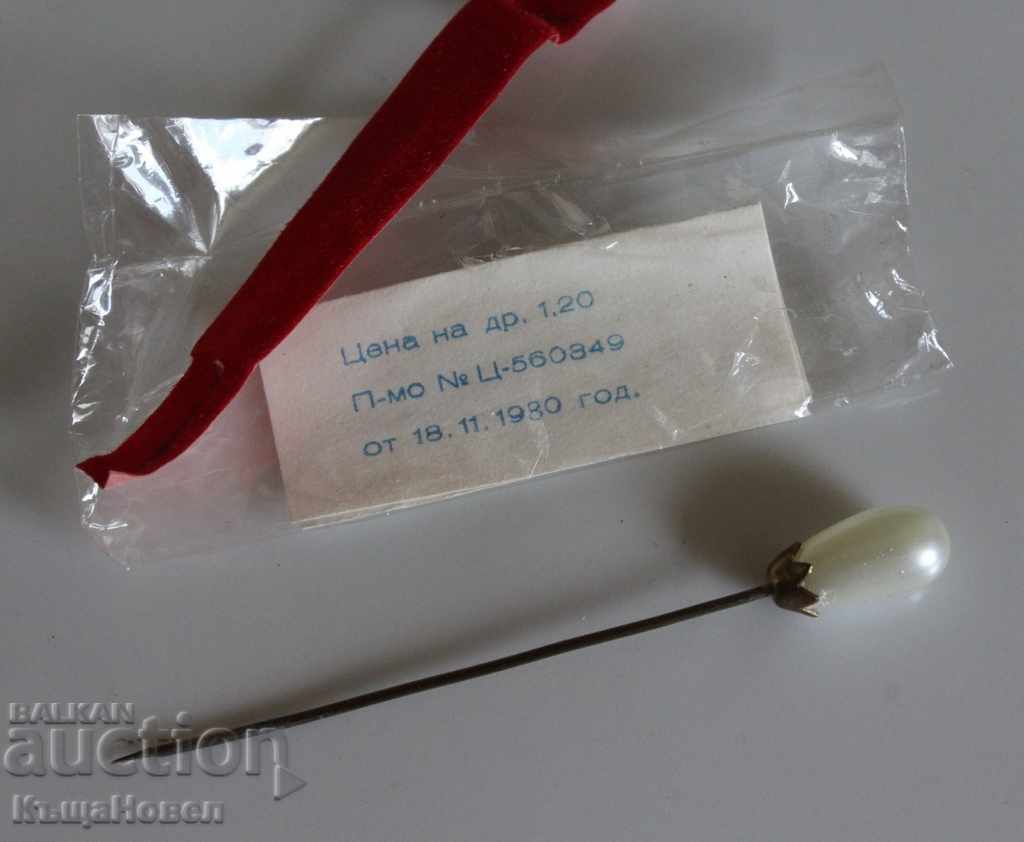 Цена на др. 1,20
П-мо № Ц-560849
от 18.11.1980 год.
BALKAN
auction
КъщаНовел